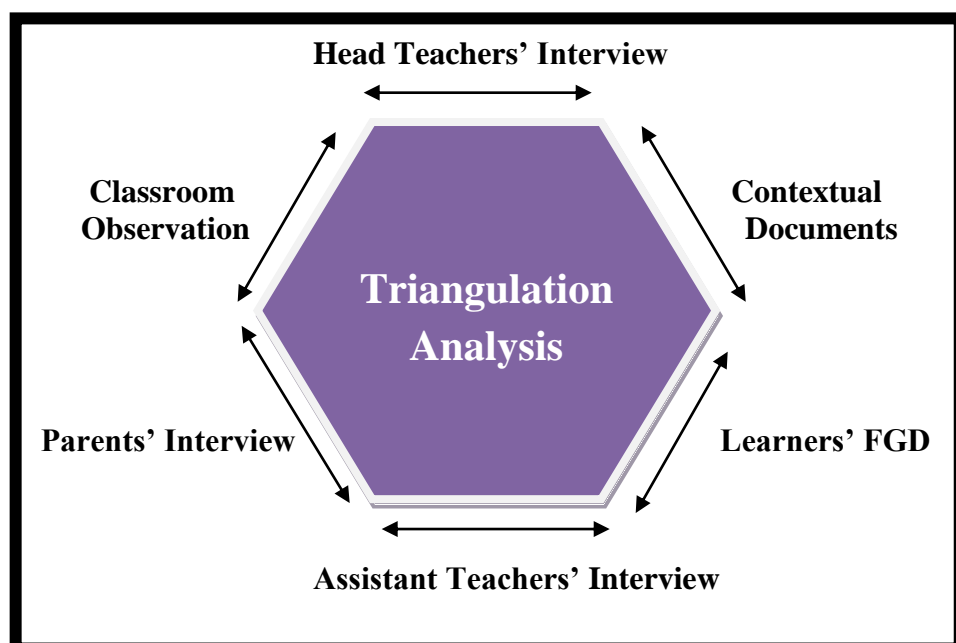 Head Teachers’ Interview
Classroom
Observation
Contextual
Documents
Triangulation
Analysis
Parents’ Interview
Learners’ FGD
Assistant Teachers’ Interview